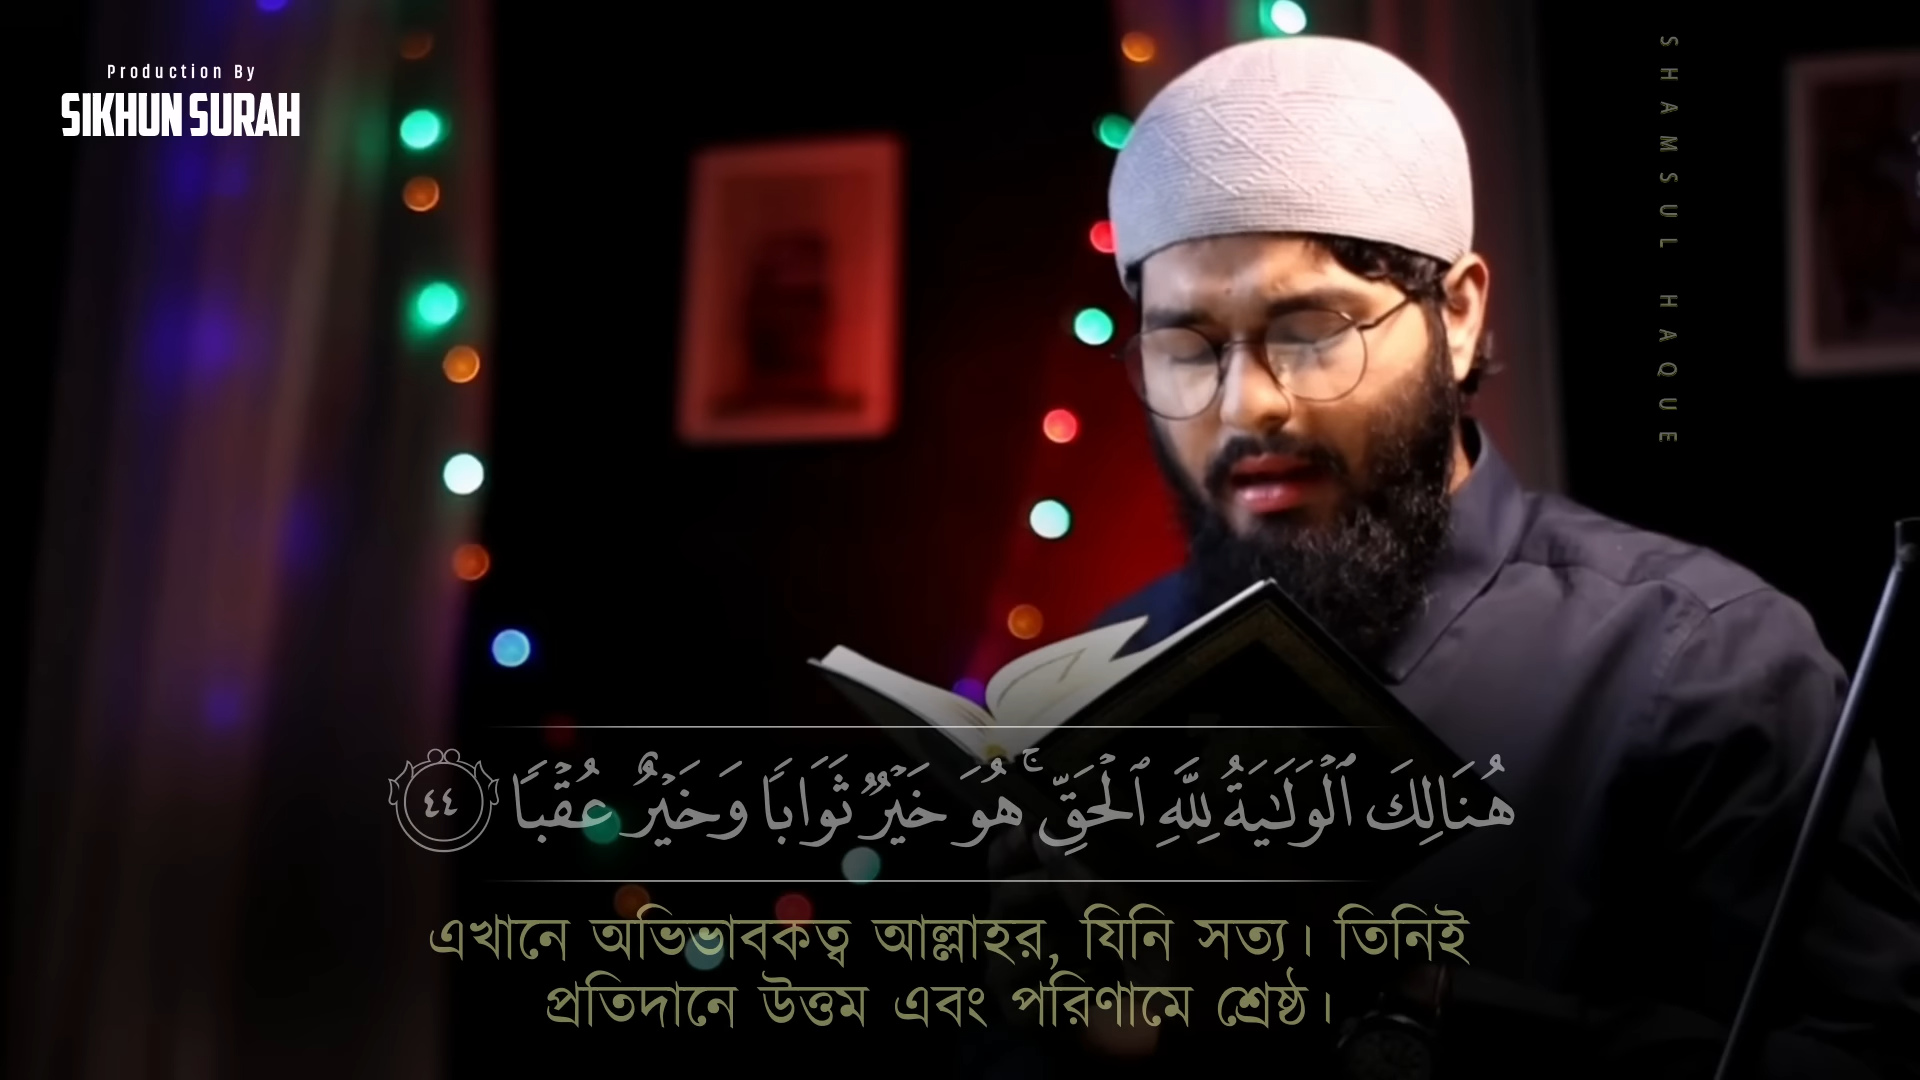 Production By
SIKHUN SURAH
SHAMSUL HAQUE
هُنَالِكَ ٱلْوَلَـٰيَةُ لِلَّهِ ٱلْحَقِّ ۚ هُوَ خَيْرٌۭ ثَوَابًۭا وَخَيْرٌ عُقْبًۭا ٤٤
এখানে অভিভাবকত্ব আল্লাহর, যিনি সত্য। তিনিই
প্রতিদানে উত্তম এবং পরিণামে শ্রেষ্ঠ।